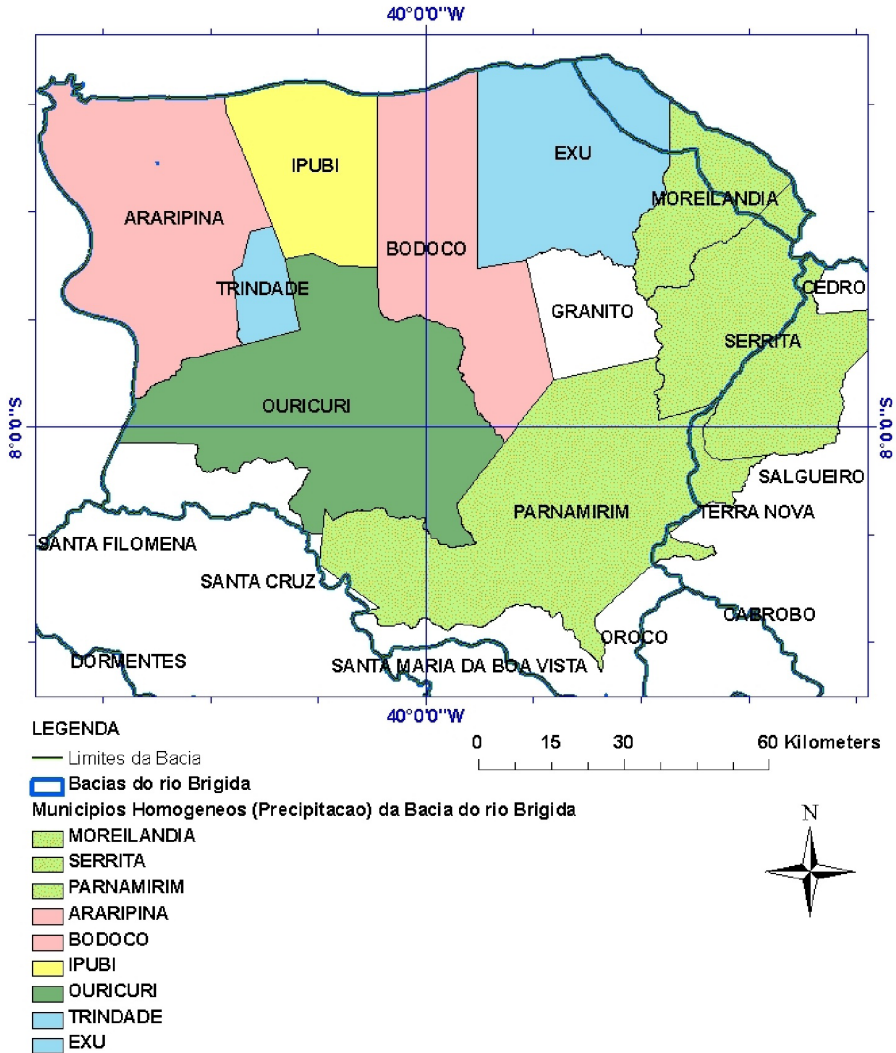 40°0'0"W
IPUBI
EXU
ARARIPINA
MOREILANDIA
BODOCO
TRINDADE
CEDRO
GRANITO
SERRITA
OURICURI
8°0'0"S
8°0'0"S
SALGUEIRO
PARNAMIRIM
TERRA NOVA
SANTA FILOMENA
SANTA CRUZ
CABROBO
OROCO
DORMENTES
SANTA MARIA DA BOA VISTA
40°0'0"W
LEGENDA
Limites da Bacia
Bacias do rio Brigida
Municipios Homogeneos (Precipitacao) da Bacia do rio Brigida
MOREILANDIA
SERRITA
PARNAMIRIM
ARARIPINA
BODOCO
IPUBI
OURICURI
TRINDADE
EXU
0 15 30 60 Kilometers
N